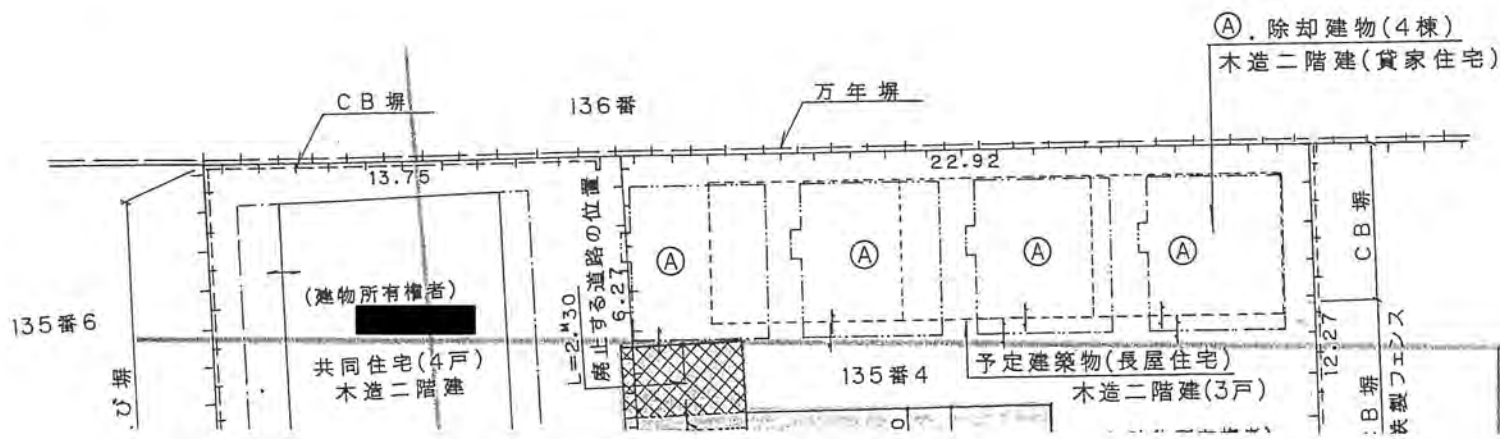 Ⓐ. 除却建物(4棟)
木造二階建(貸家住宅)
CB塀
136番
万年塀
13.75
22.92
廃止する道路の位置
L=2.ᴹ30
6.27
CB塀
Ⓐ
Ⓐ
Ⓐ
Ⓐ
(建物所有権者)
135番6
共同住宅(4戸)
木造二階建
135番4
予定建築物(長屋住宅)
木造二階建(3戸)
12.27
び塀
CB塀
鉄製フェンス